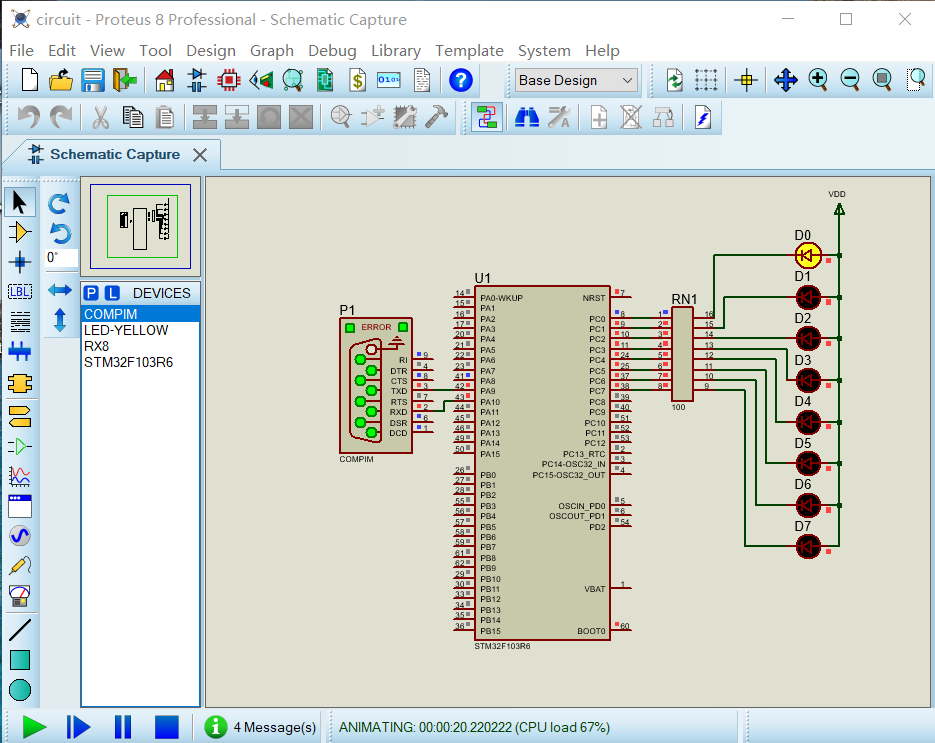 circuit - Proteus 8 Professional - Schematic Capture
File Edit View Tool Design Graph Debug Library Template System Help
Base Design
Schematic Capture
0°
LBL
P L DEVICES
COMPIM
LED-YELLOW
RX8
STM32F103R6
P1
ERROR
RI 9
DTR 4
CTS 8
TXD 3
RTS 7
RXD 2
DSR 6
DCD 1
COMPIM
U1
14 PA0-WKUP
15 PA1
16 PA2
17 PA3
20 PA4
21 PA5
22 PA6
23 PA7
41 PA8
42 PA9
43 PA10
44 PA11
45 PA12
46 PA13
49 PA14
50 PA15
26 PB0
27 PB1
28 PB2
55 PB3
56 PB4
57 PB5
58 PB6
59 PB7
61 PB8
62 PB9
29 PB10
30 PB11
33 PB12
34 PB13
35 PB14
36 PB15
NRST 7
PC0 8
PC1 9
PC2 10
PC3 11
PC4 24
PC5 25
PC6 37
PC7 38
PC8 39
PC9 40
PC10 51
PC11 52
PC12 53
PC13_RTC 2
PC14-OSC32_IN 3
PC15-OSC32_OUT 4
OSCIN_PD0 5
OSCOUT_PD1 6
PD2 54
VBAT 1
BOOT0 60
STM32F103R6
RN1
1 16
2 15
3 14
4 13
5 12
6 11
7 10
8 9
100
VDD
D0
D1
D2
D3
D4
D5
D6
D7
4 Message(s)
ANIMATING: 00:00:20.220222 (CPU load 67%)